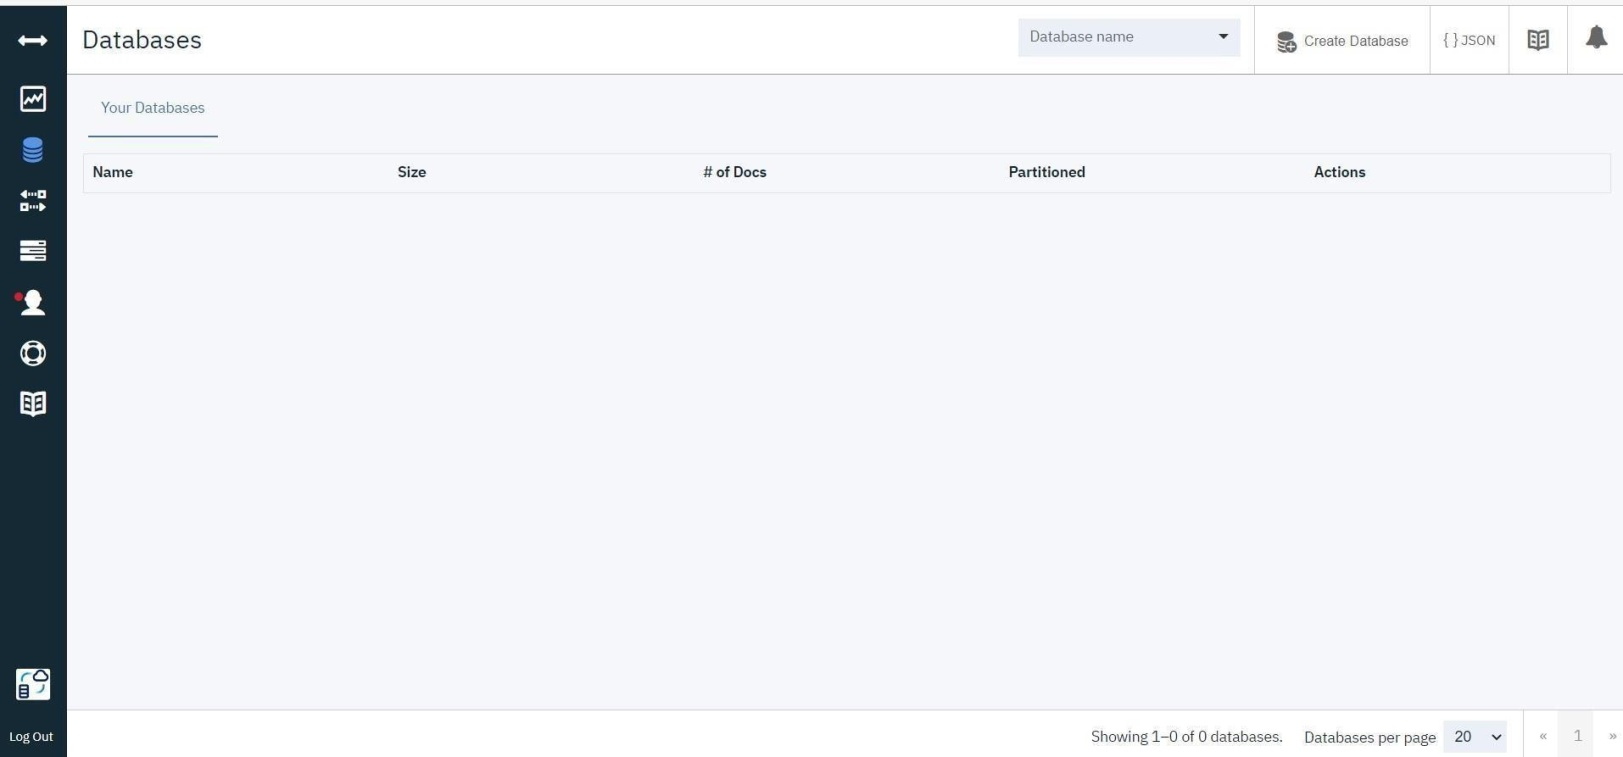 Databases
Database name
Create Database
{ } JSON
Your Databases
Name Size # of Docs Partitioned Actions
Log Out
Showing 1–0 of 0 databases. Databases per page 20 « 1 »